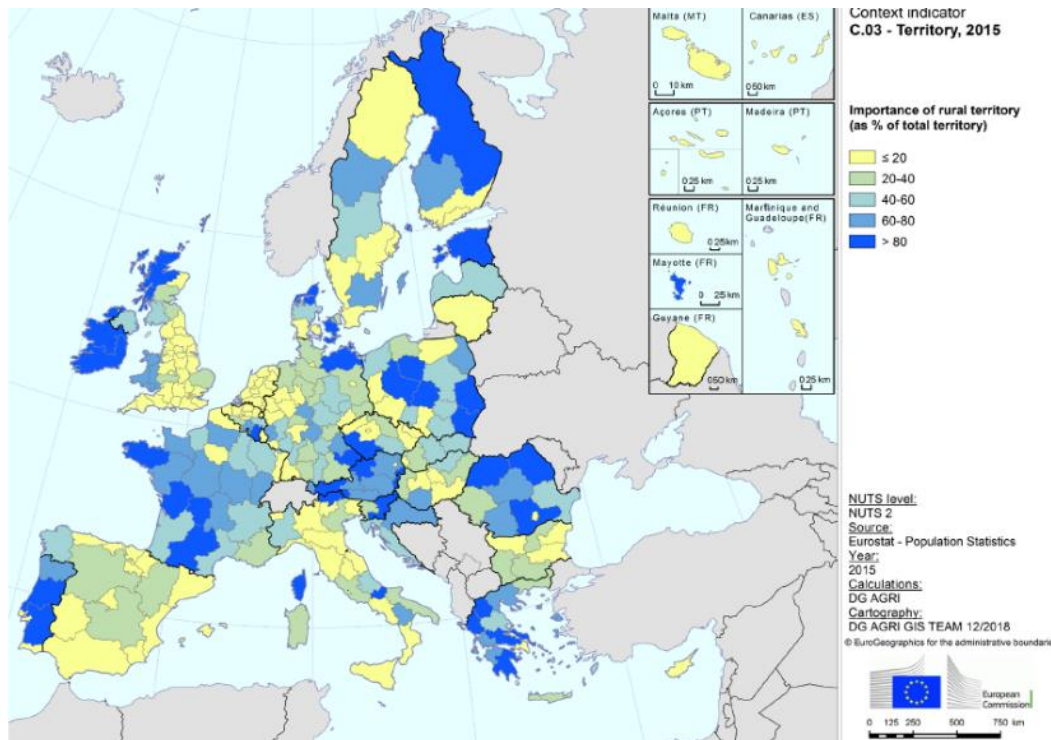 Context indicator
C.03 - Territory, 2015
Malta (MT)
Canarias (ES)
0 10 km
0 50 km
Açores (PT)
Madeira (PT)
0 25 km
0 25 km
Réunion (FR)
Martinique and
Guadeloupe(FR)
0 25km
Mayotte (FR)
0 25 km
Guyane (FR)
0 50 km
0 25 km
Importance of rural territory
(as % of total territory)
≤ 20
20-40
40-60
60-80
> 80
NUTS level:
NUTS 2
Source:
Eurostat - Population Statistics
Year:
2015
Calculations:
DG AGRI
Cartography:
DG AGRI GIS TEAM 12/2018
© EuroGeographics for the administrative boundarie
European
Commission
0 125 250 500 750 km